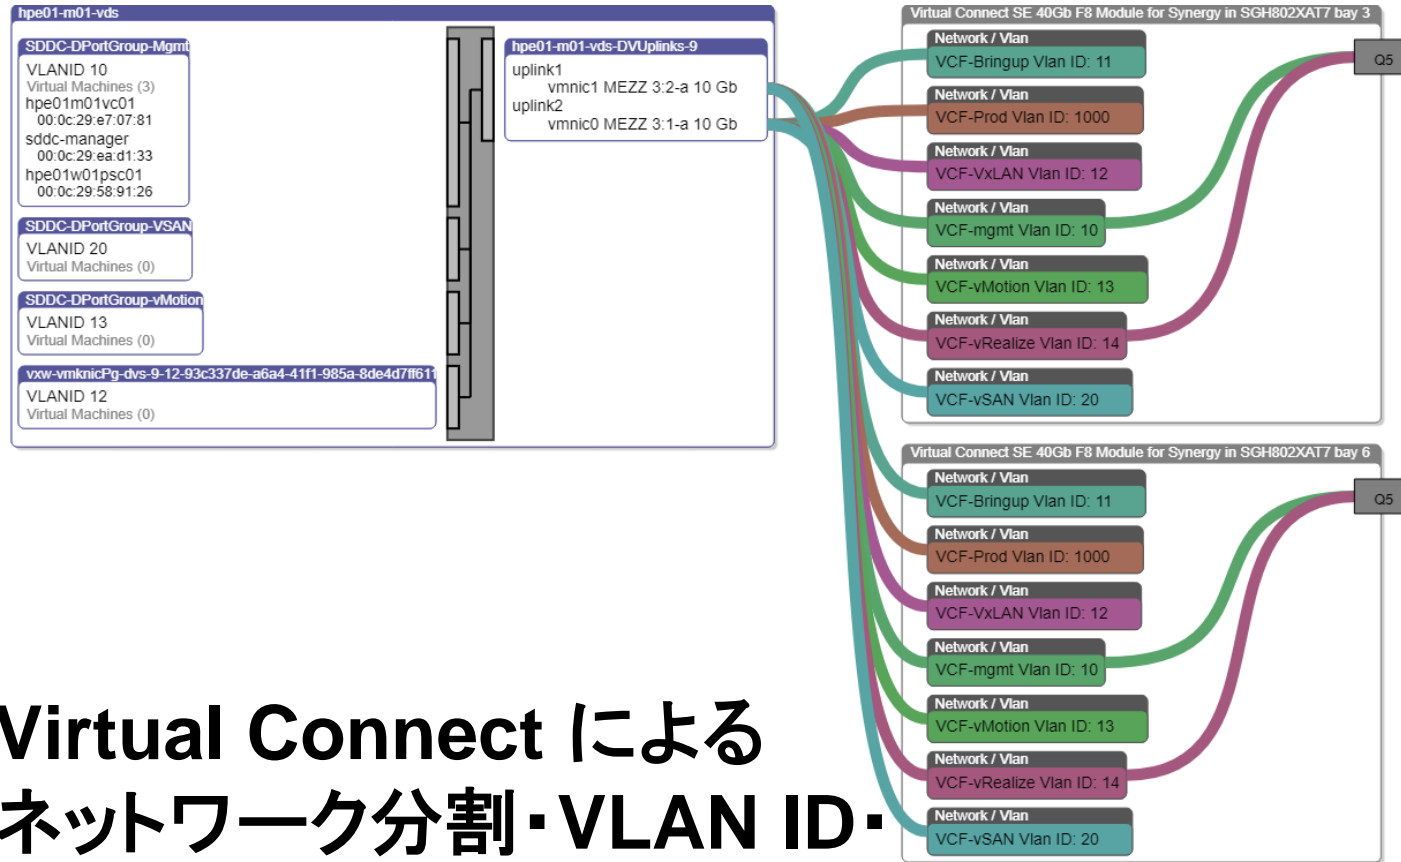 hpe01-m01-vds
SDDC-DPortGroup-Mgmt
VLANID 10
Virtual Machines (3)
hpe01m01vc01
00:0c:29:e7:07:81
sddc-manager
00:0c:29:ea:d1:33
hpe01w01psc01
00:0c:29:58:91:26
SDDC-DPortGroup-VSAN
VLANID 20
Virtual Machines (0)
SDDC-DPortGroup-vMotion
VLANID 13
Virtual Machines (0)
vxw-vmknicPg-dvs-9-12-93c337de-a6a4-41f1-985a-8de4d7ff611
VLANID 12
Virtual Machines (0)
hpe01-m01-vds-DVUplinks-9
uplink1
vmnic1 MEZZ 3:2-a 10 Gb
uplink2
vmnic0 MEZZ 3:1-a 10 Gb
Virtual Connect SE 40Gb F8 Module for Synergy in SGH802XAT7 bay 3
Network / Vlan
VCF-Bringup Vlan ID: 11
Network / Vlan
VCF-Prod Vlan ID: 1000
Network / Vlan
VCF-VxLAN Vlan ID: 12
Network / Vlan
VCF-mgmt Vlan ID: 10
Network / Vlan
VCF-vMotion Vlan ID: 13
Network / Vlan
VCF-vRealize Vlan ID: 14
Network / Vlan
VCF-vSAN Vlan ID: 20
Q5
Virtual Connect SE 40Gb F8 Module for Synergy in SGH802XAT7 bay 6
Network / Vlan
VCF-Bringup Vlan ID: 11
Network / Vlan
VCF-Prod Vlan ID: 1000
Network / Vlan
VCF-VxLAN Vlan ID: 12
Network / Vlan
VCF-mgmt Vlan ID: 10
Network / Vlan
VCF-vMotion Vlan ID: 13
Network / Vlan
VCF-vRealize Vlan ID: 14
Network / Vlan
VCF-vSAN Vlan ID: 20
Q5
Virtual Connect による
ネットワーク分割・VLAN ID・